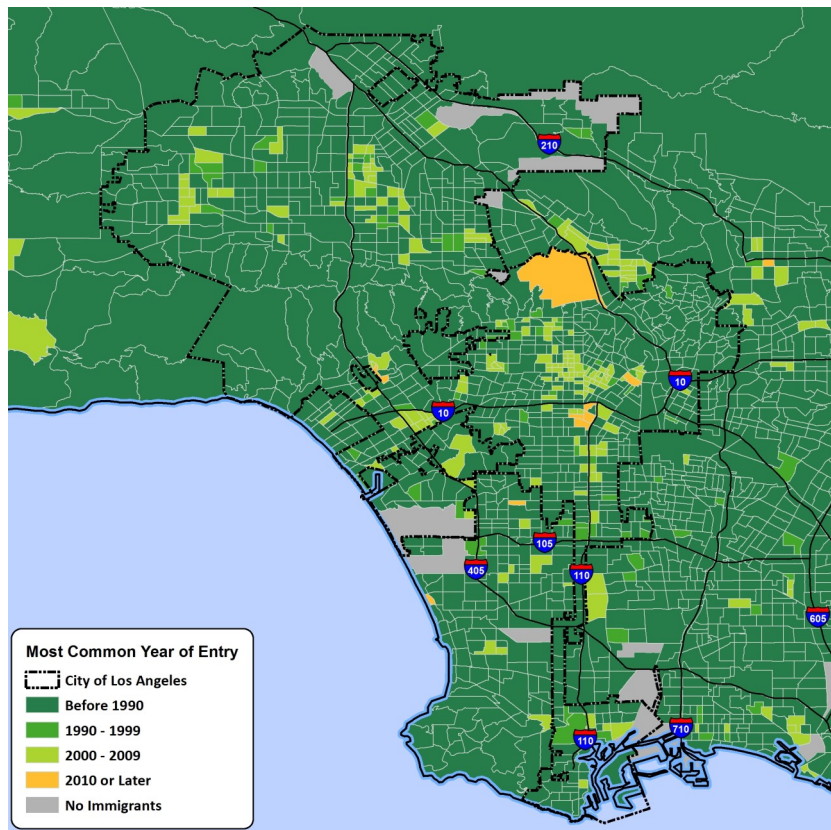 210
10
10
105
405
110
605
Most Common Year of Entry
City of Los Angeles
Before 1990
1990 - 1999
2000 - 2009
2010 or Later
No Immigrants
110
710